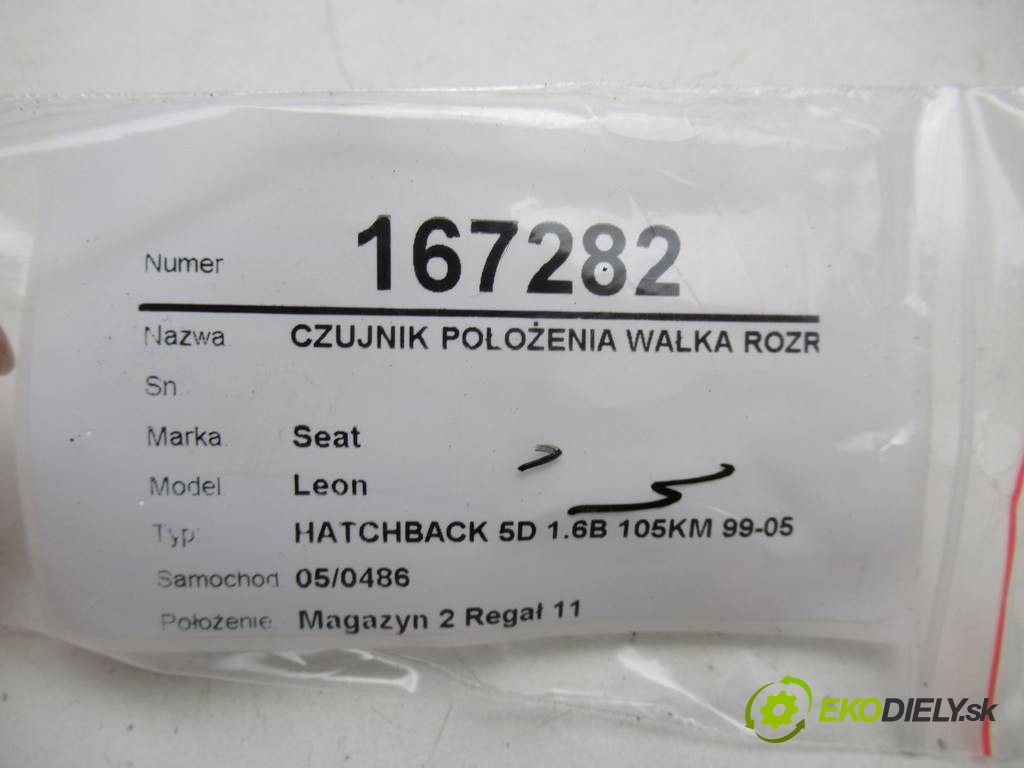 Numer 167282
Nazwa. CZUJNIK POŁOŻENIA WAŁKA ROZR
Sn.
Marka. Seat
Model Leon
Typ: HATCHBACK 5D 1.6B 105KM 99-05
Samochod 05/0486
Położenie Magazyn 2 Regał 11
EKODIELY.sk